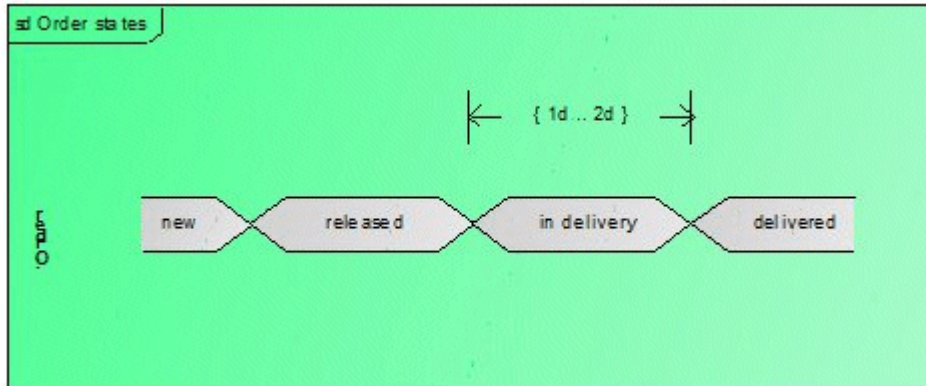 sd Order states
{ 1d ... 2d }
new
released
in delivery
delivered